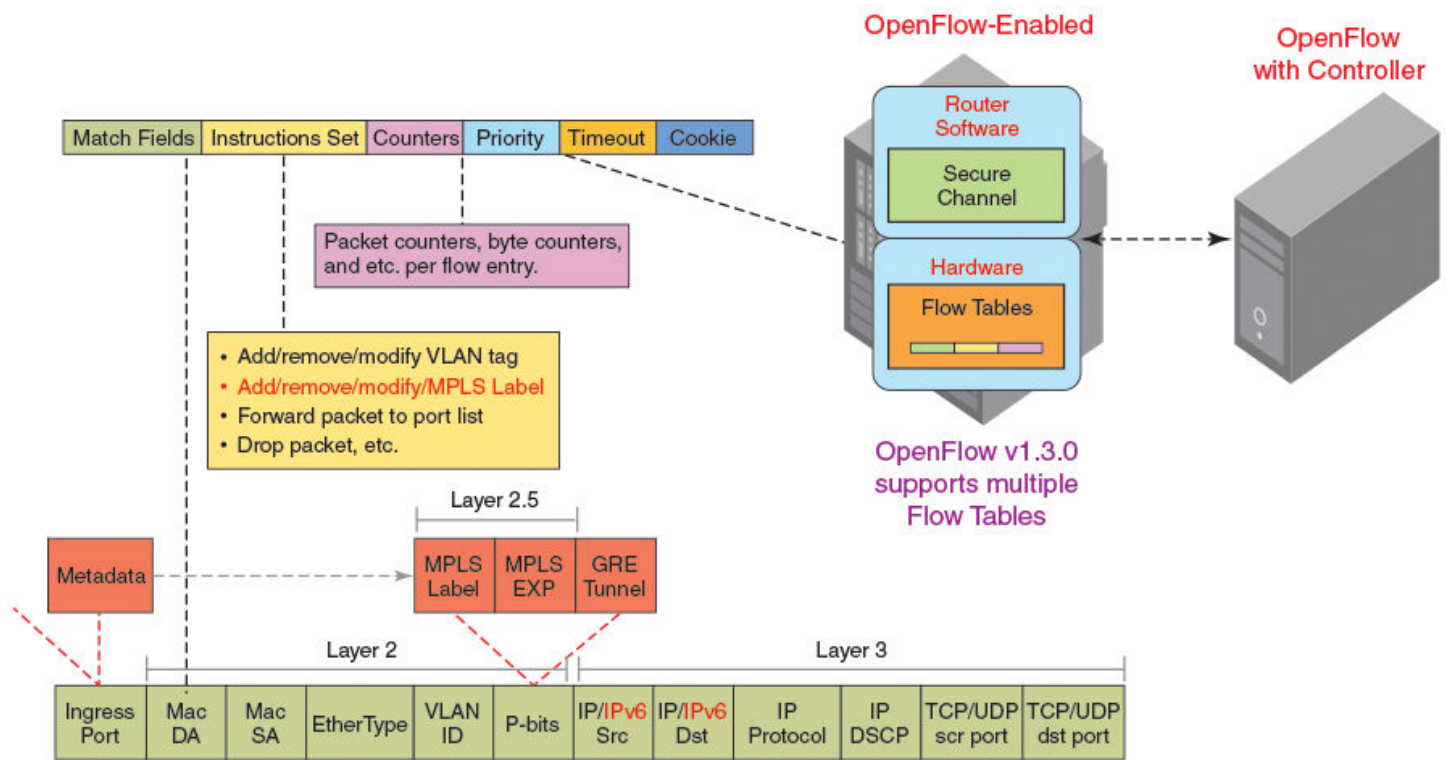 OpenFlow-Enabled
OpenFlow
with Controller
Router
Software
Secure
Channel
Hardware
Flow Tables
OpenFlow v1.3.0
supports multiple
Flow Tables
Match Fields Instructions Set Counters Priority Timeout Cookie
Packet counters, byte counters,
and etc. per flow entry.
• Add/remove/modify VLAN tag
• Add/remove/modify/MPLS Label
• Forward packet to port list
• Drop packet, etc.
Layer 2.5
Metadata
MPLS
Label
MPLS
EXP
GRE
Tunnel
Layer 2
Layer 3
Ingress
Port
Mac
DA
Mac
SA
EtherType
VLAN
ID
P-bits
IP/IPv6
Src
IP/IPv6
Dst
IP
Protocol
IP
DSCP
TCP/UDP
scr port
TCP/UDP
dst port